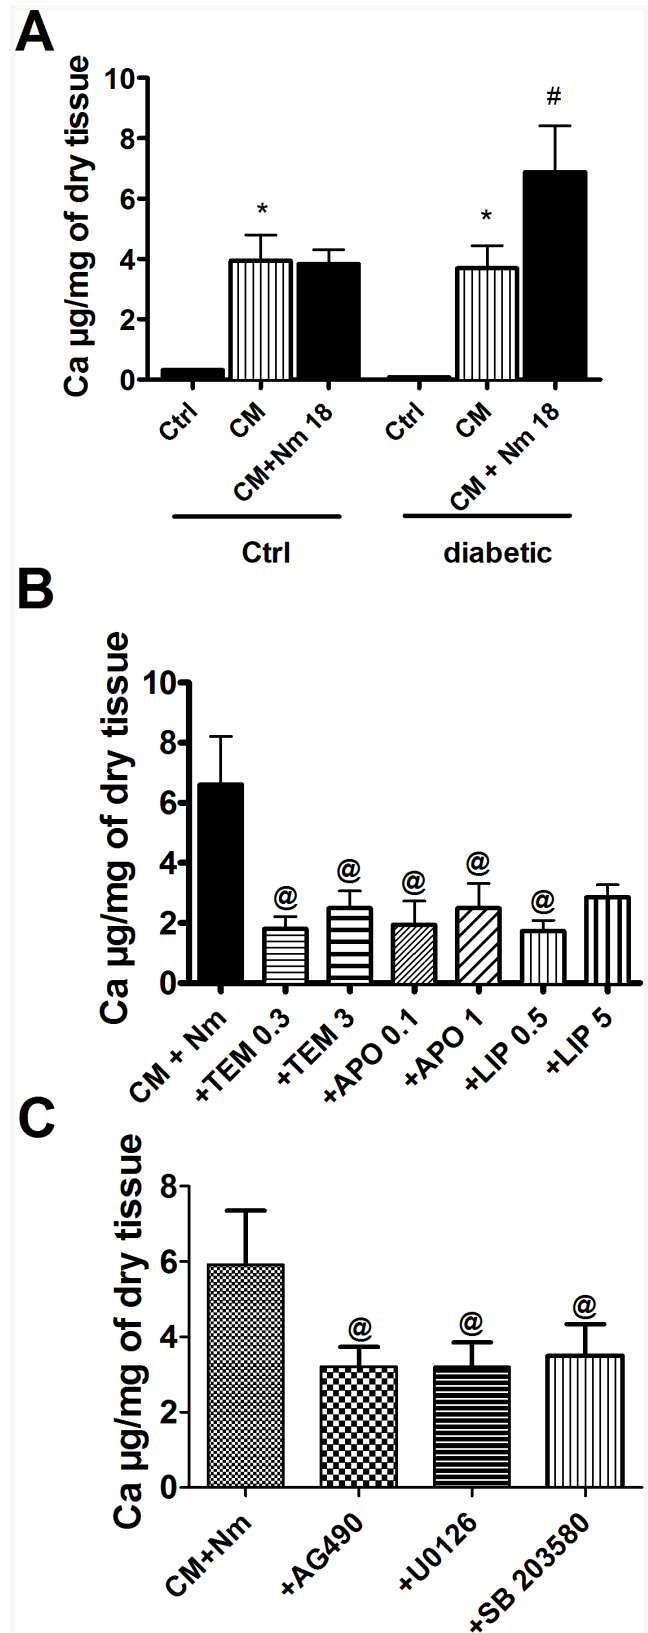 A
Ca µg/mg of dry tissue
10
8
6
4
2
0
*
*
#
Ctrl
CM
CM+Nm 18
Ctrl
CM
CM + Nm 18
Ctrl
diabetic
B
Ca µg/mg of dry tissue
10
8
6
4
2
0
@
@
@
@
@
CM + Nm
+TEM 0.3
+TEM 3
+APO 0.1
+APO 1
+LIP 0.5
+LIP 5
C
Ca µg/mg of dry tissue
8
6
4
2
0
@
@
@
CM+Nm
+AG490
+U0126
+SB 203580